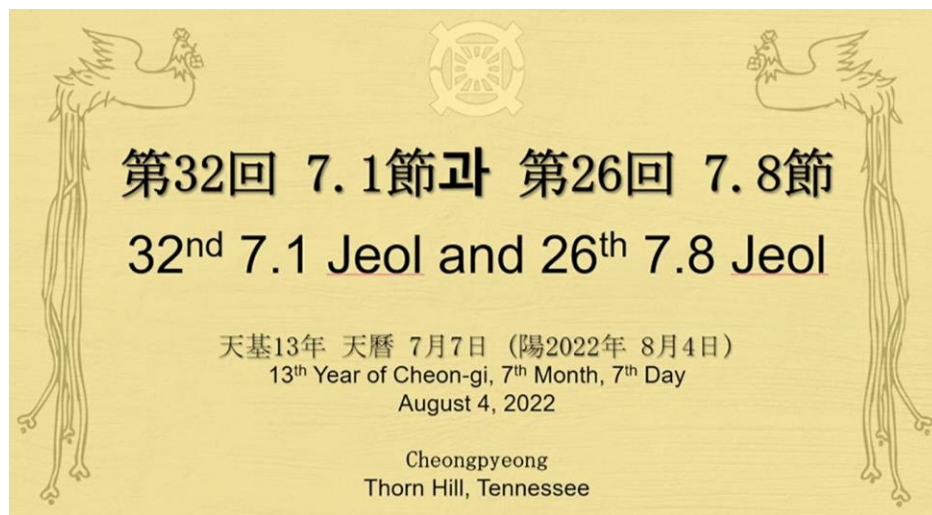 第32回 7.1節과 第26回 7.8節
32nd 7.1 Jeol and 26th 7.8 Jeol
天基13年 天曆 7月7日 (陽2022年 8月4日)
13th Year of Cheon-gi, 7th Month, 7th Day
August 4, 2022
Cheongpyeong
Thorn Hill, Tennessee